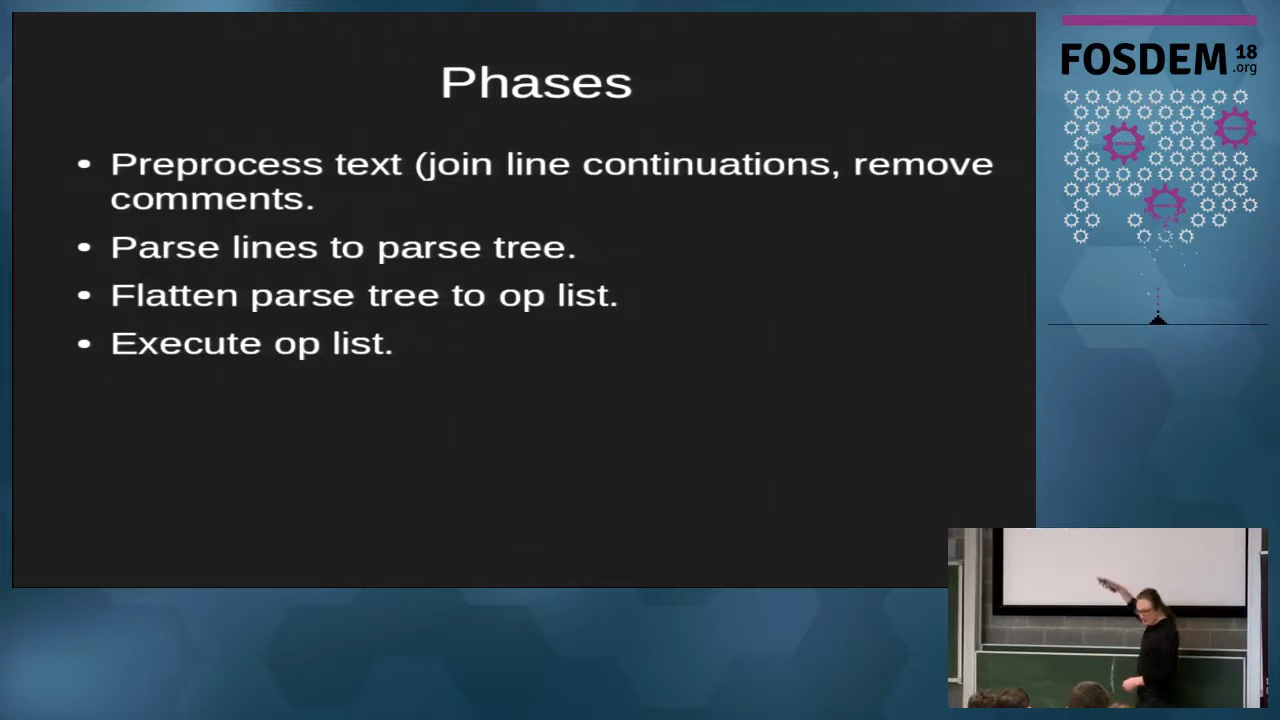 Phases
• Preprocess text (join line continuations, remove
comments.
• Parse lines to parse tree.
• Flatten parse tree to op list.
• Execute op list.
FOSDEM 18
.org